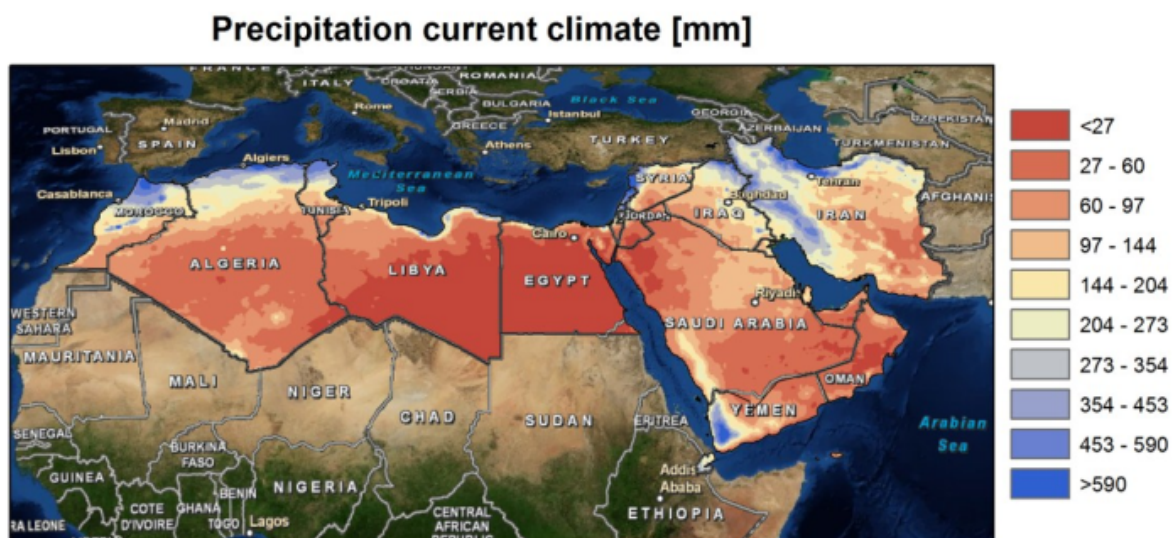 Precipitation current climate [mm]
FRANCE
ITALY
CROATIA
ROMANIA
SERBIA
BULGARIA
Black Sea
GEORGIA
UZBEKISTAN
PORTUGAL
Madrid
Rome
Istanbul
AZERBAIJAN
TURKMENISTAN
Lisbon
SPAIN
GREECE
Athens
TURKEY
Algiers
Mediterranean
Sea
SYRIA
Tehran
AFGHANI
Casablanca
MOROCCO
TUNISIA
Tripoli
Baghdad
IRAQ
IRAN
JORDAN
Cairo
ALGERIA
LIBYA
EGYPT
Riyadh
WESTERN
SAHARA
SAUDI ARABIA
MAURITANIA
MALI
NIGER
CHAD
SUDAN
OMAN
YEMEN
ERITREA
Arabian
Sea
SENEGAL
BURKINA
FASO
GUINEA
BENIN
NIGERIA
Addis
Ababa
COTE
D'IVOIRE
GHANA
TOGO
RA LEONE
Lagos
CENTRAL
AFRICAN
REPUBLIC
ETHIOPIA
<27
27 - 60
60 - 97
97 - 144
144 - 204
204 - 273
273 - 354
354 - 453
453 - 590
>590